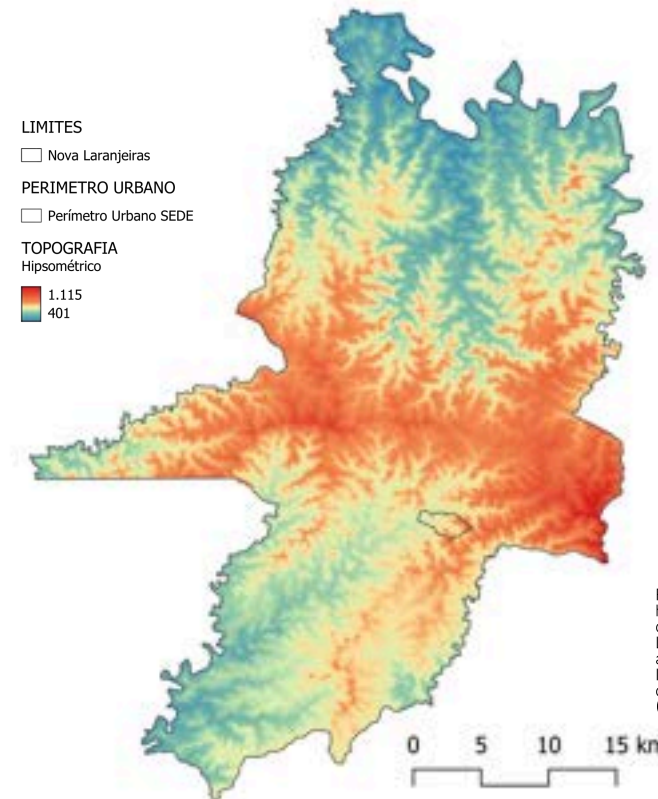 LIMITES
Nova Laranjeiras
PERIMETRO URBANO
Perímetro Urbano SEDE
TOPOGRAFIA
Hipsométrico
1.115
401
0 5 10 15 km